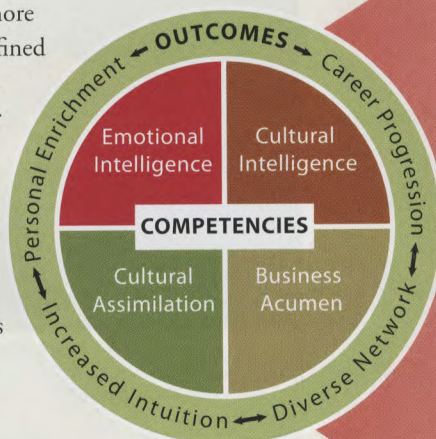 more
fined
OUTCOMES
Career Progression
Diverse Network
Increased Intuition
Personal Enrichment
Emotional
Intelligence
Cultural
Intelligence
COMPETENCIES
Cultural
Assimilation
Business
Acumen
s